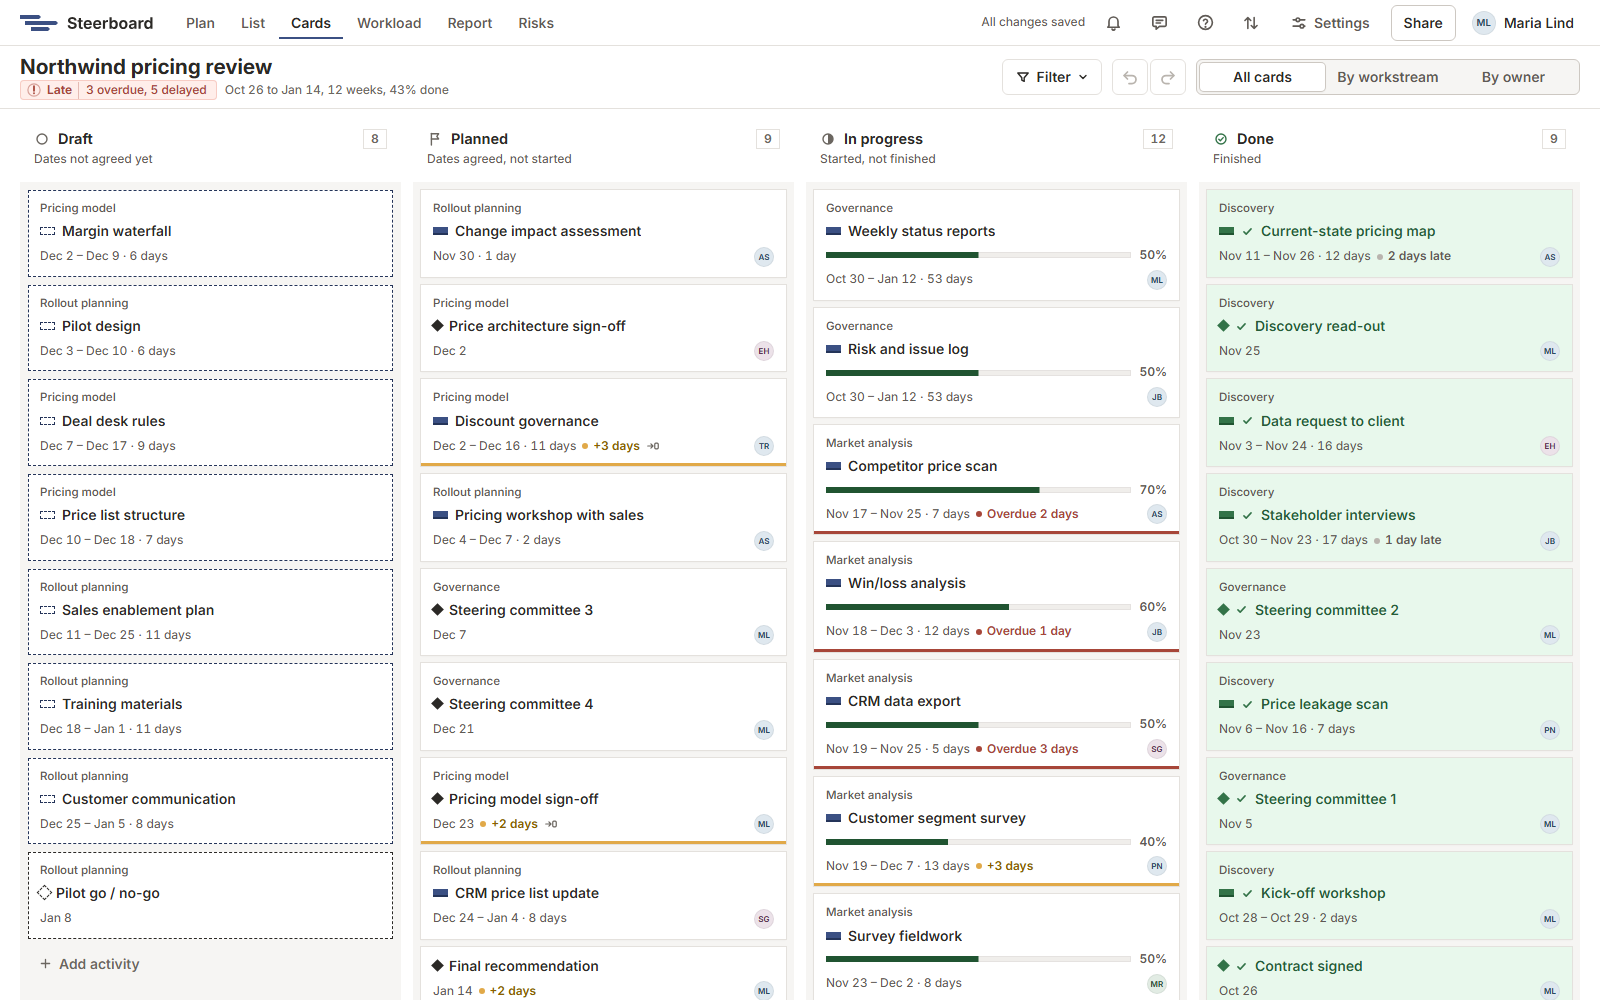 Steerboard
Plan
List
Cards
Workload
Report
Risks
All changes saved
Settings
Share
ML
Maria Lind
Northwind pricing review
Late
3 overdue, 5 delayed
Oct 26 to Jan 14, 12 weeks, 43% done
Filter
All cards
By workstream
By owner
Draft
8
Dates not agreed yet
Pricing model
Margin waterfall
Dec 2 – Dec 9 · 6 days
Rollout planning
Pilot design
Dec 3 – Dec 10 · 6 days
Pricing model
Deal desk rules
Dec 7 – Dec 17 · 9 days
Pricing model
Price list structure
Dec 10 – Dec 18 · 7 days
Rollout planning
Sales enablement plan
Dec 11 – Dec 25 · 11 days
Rollout planning
Training materials
Dec 18 – Jan 1 · 11 days
Rollout planning
Customer communication
Dec 25 – Jan 5 · 8 days
Rollout planning
Pilot go / no-go
Jan 8
+ Add activity
Planned
9
Dates agreed, not started
Rollout planning
Change impact assessment
Nov 30 · 1 day
AS
Pricing model
Price architecture sign-off
Dec 2
EH
Pricing model
Discount governance
Dec 2 – Dec 16 · 11 days +3 days
TR
Rollout planning
Pricing workshop with sales
Dec 4 – Dec 7 · 2 days
AS
Governance
Steering committee 3
Dec 7
ML
Governance
Steering committee 4
Dec 21
ML
Pricing model
Pricing model sign-off
Dec 23 +2 days
ML
Rollout planning
CRM price list update
Dec 24 – Jan 4 · 8 days
SG
Final recommendation
Jan 14 +2 days
ML
In progress
12
Started, not finished
Governance
Weekly status reports
50%
Oct 30 – Jan 12 · 53 days
ML
Governance
Risk and issue log
50%
Oct 30 – Jan 12 · 53 days
JB
Market analysis
Competitor price scan
70%
Nov 17 – Nov 25 · 7 days Overdue 2 days
AS
Market analysis
Win/loss analysis
60%
Nov 18 – Dec 3 · 12 days Overdue 1 day
JB
Market analysis
CRM data export
50%
Nov 19 – Nov 25 · 5 days Overdue 3 days
SG
Market analysis
Customer segment survey
40%
Nov 19 – Dec 7 · 13 days +3 days
PN
Market analysis
Survey fieldwork
50%
Nov 23 – Dec 2 · 8 days
MR
Done
9
Finished
Discovery
Current-state pricing map
Nov 11 – Nov 26 · 12 days 2 days late
AS
Discovery
Discovery read-out
Nov 25
ML
Discovery
Data request to client
Nov 3 – Nov 24 · 16 days
EH
Discovery
Stakeholder interviews
Oct 30 – Nov 23 · 17 days 1 day late
JB
Governance
Steering committee 2
Nov 23
ML
Discovery
Price leakage scan
Nov 6 – Nov 16 · 7 days
PN
Governance
Steering committee 1
Nov 5
ML
Discovery
Kick-off workshop
Oct 28 – Oct 29 · 2 days
ML
Contract signed
Oct 26
ML